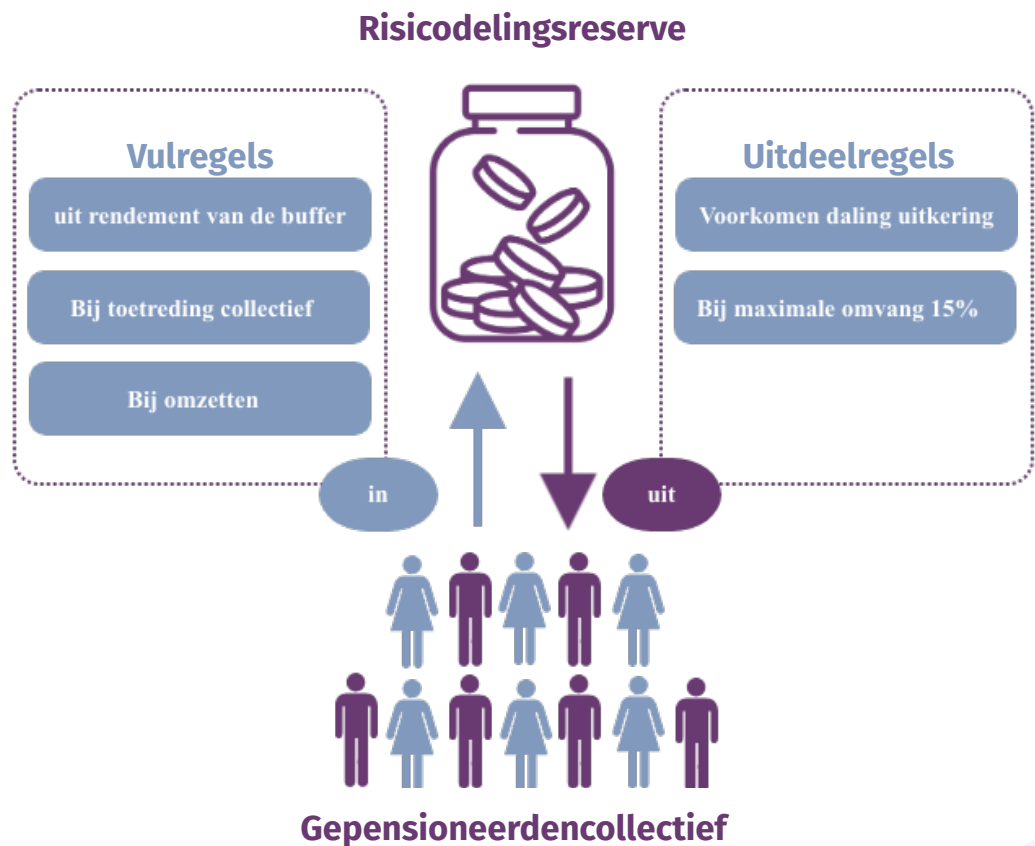 Risicodelingsreserve
Vulregels
uit rendement van de buffer
Bij toetreding collectief
Bij omzetten
in
Uitdeelregels
Voorkomen daling uitkering
Bij maximale omvang 15%
uit
Gepensioneerdencollectief